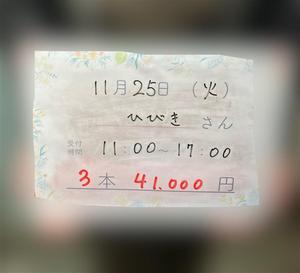 11月25日 (火)
ひびき さん
受付時間 11:00~17:00
3本 41.000円